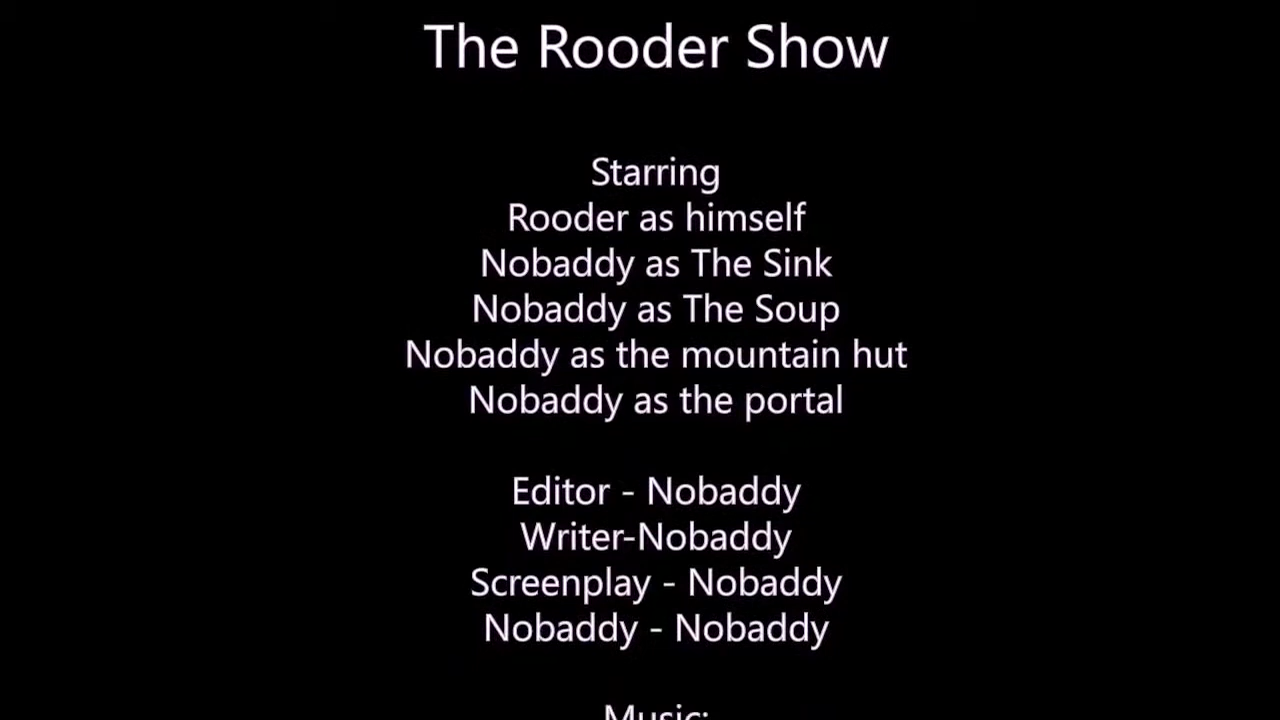 The Rooder Show
Starring
Rooder as himself
Nobaddy as The Sink
Nobaddy as The Soup
Nobaddy as the mountain hut
Nobaddy as the portal
Editor - Nobaddy
Writer-Nobaddy
Screenplay - Nobaddy
Nobaddy - Nobaddy
Music: